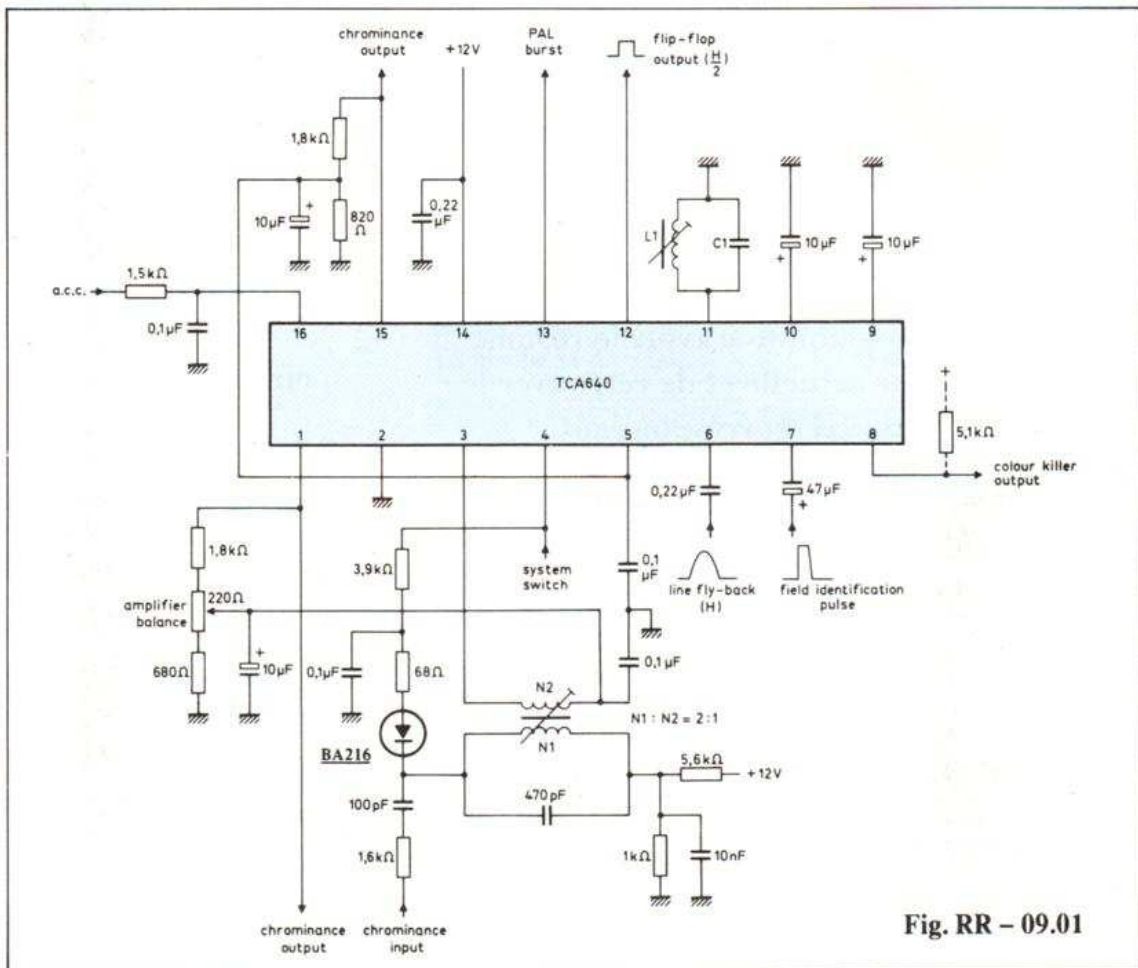 chrominance
output
+12V
PAL
burst
flip-flop
output (H/2)
1,8kΩ
10µF
+
820
Ω
0,22
µF
L1
C1
10µF
+
10µF
+
a.c.c.
1,5kΩ
0,1µF
16
15
14
13
12
11
10
9
TCA640
1
2
3
4
5
6
7
8
+
5,1kΩ
colour killer
output
1,8kΩ
3,9kΩ
system
switch
0,1
µF
0,22µF
47µF
+
line fly-back
(H)
field identification
pulse
amplifier
balance
220Ω
680Ω
+
10µF
0,1µF
68Ω
0,1µF
N2
N1 : N2 = 2:1
N1
BA216
5,6kΩ
+12V
100pF
470pF
1,6kΩ
1kΩ
10nF
chrominance
output
chrominance
input
Fig. RR – 09.01